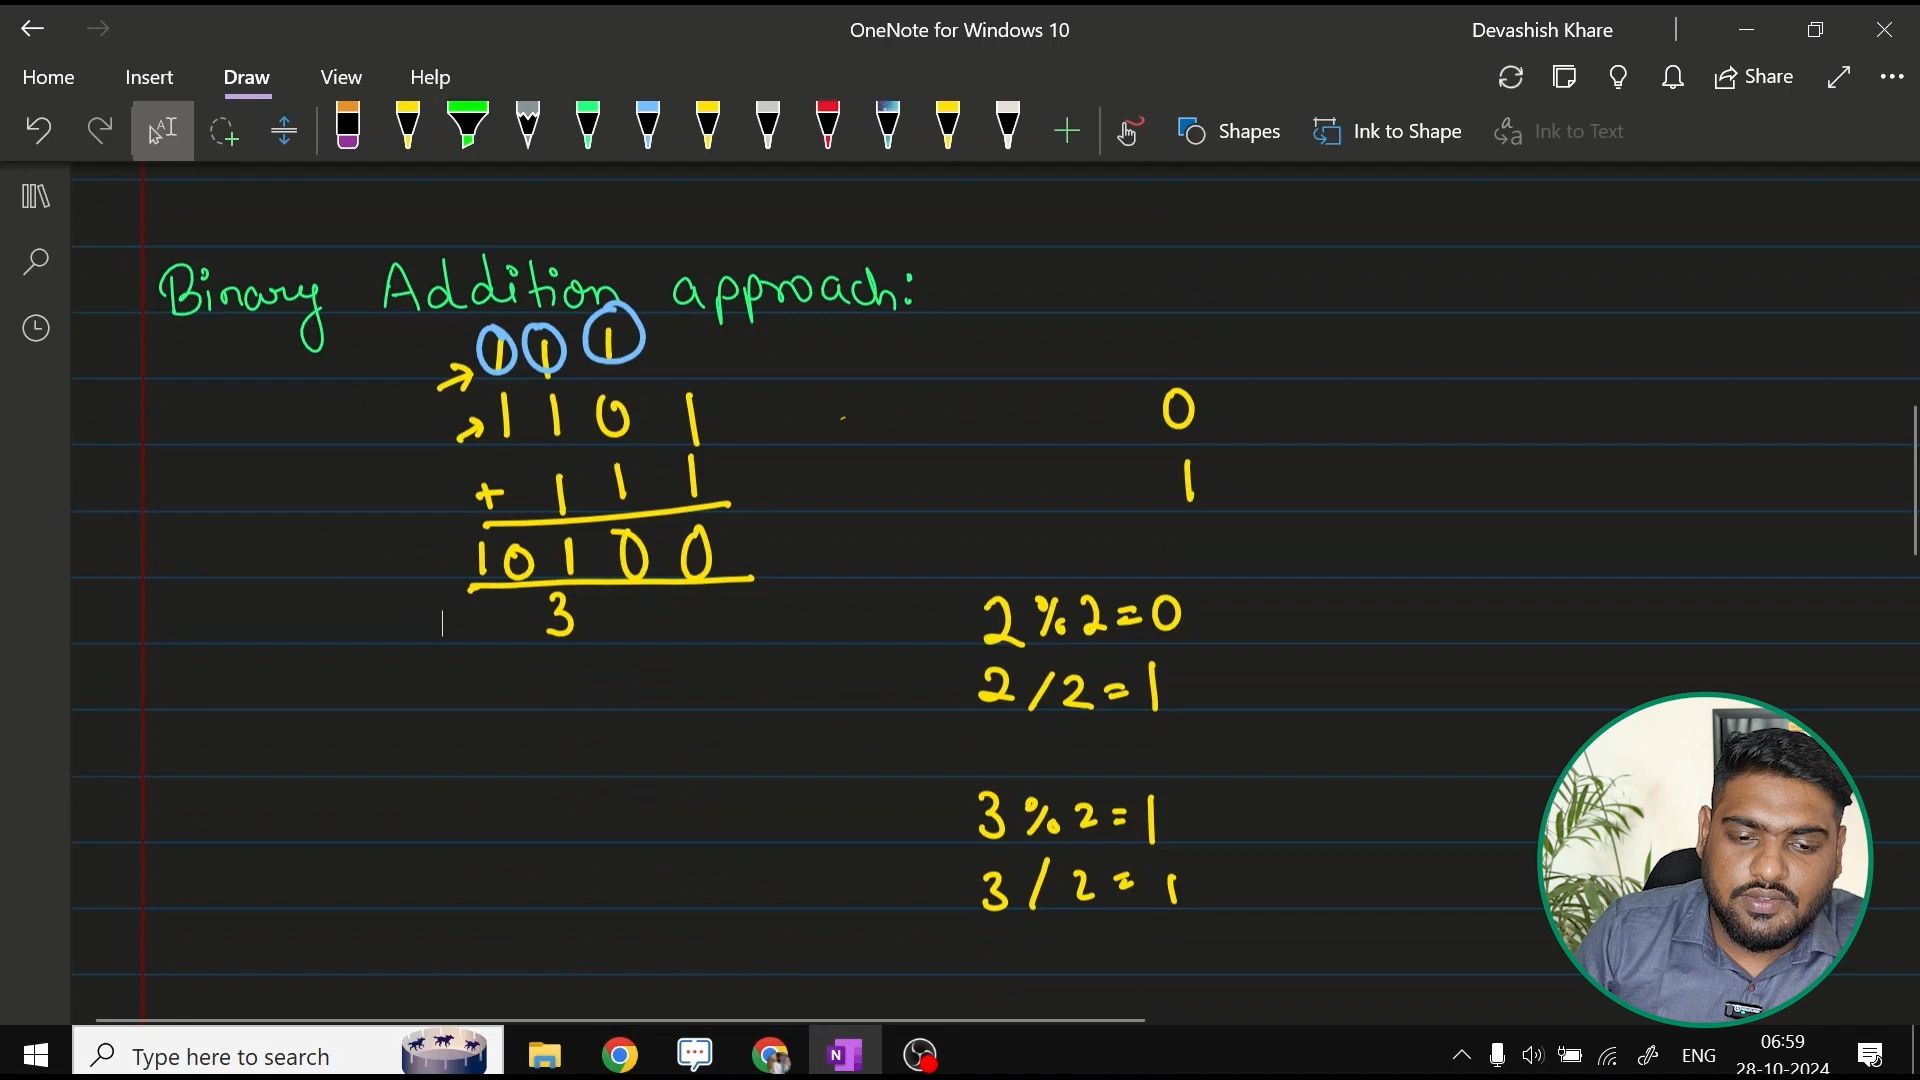 OneNote for Windows 10
Devashish Khare
Home Insert Draw View Help
Share
Shapes Ink to Shape Ink to Text
Binary Addition approach:
1 1 1
1 1 0 1
+ 1 1 1
1 0 1 0 0
3
0
1
2 % 2 = 0
2 / 2 = 1
3 % 2 = 1
3 / 2 = 1
Type here to search
ENG
06:59
28-10-2024